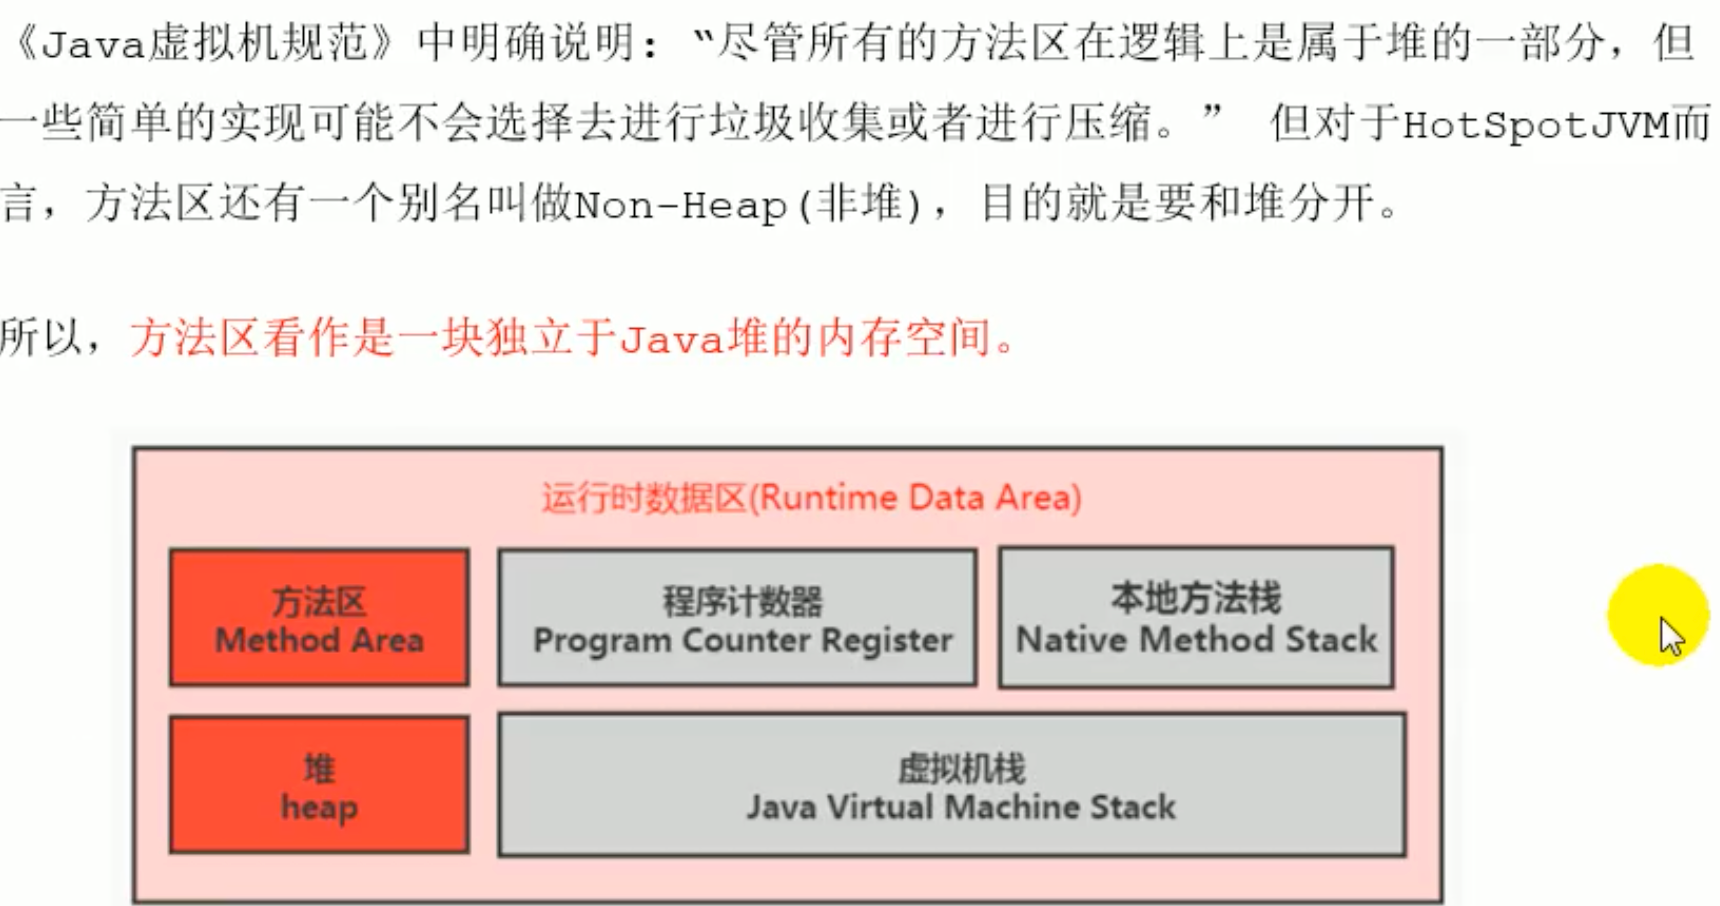 《Java虚拟机规范》中明确说明：“尽管所有的方法区在逻辑上是属于堆的一部分，但
一些简单的实现可能不会选择去进行垃圾收集或者进行压缩。” 但对于HotSpotJVM而
言，方法区还有一个别名叫做Non-Heap(非堆)，目的就是要和堆分开。
所以，方法区看作是一块独立于Java堆的内存空间。
运行时数据区(Runtime Data Area)
方法区
Method Area
程序计数器
Program Counter Register
本地方法栈
Native Method Stack
堆
heap
虚拟机栈
Java Virtual Machine Stack